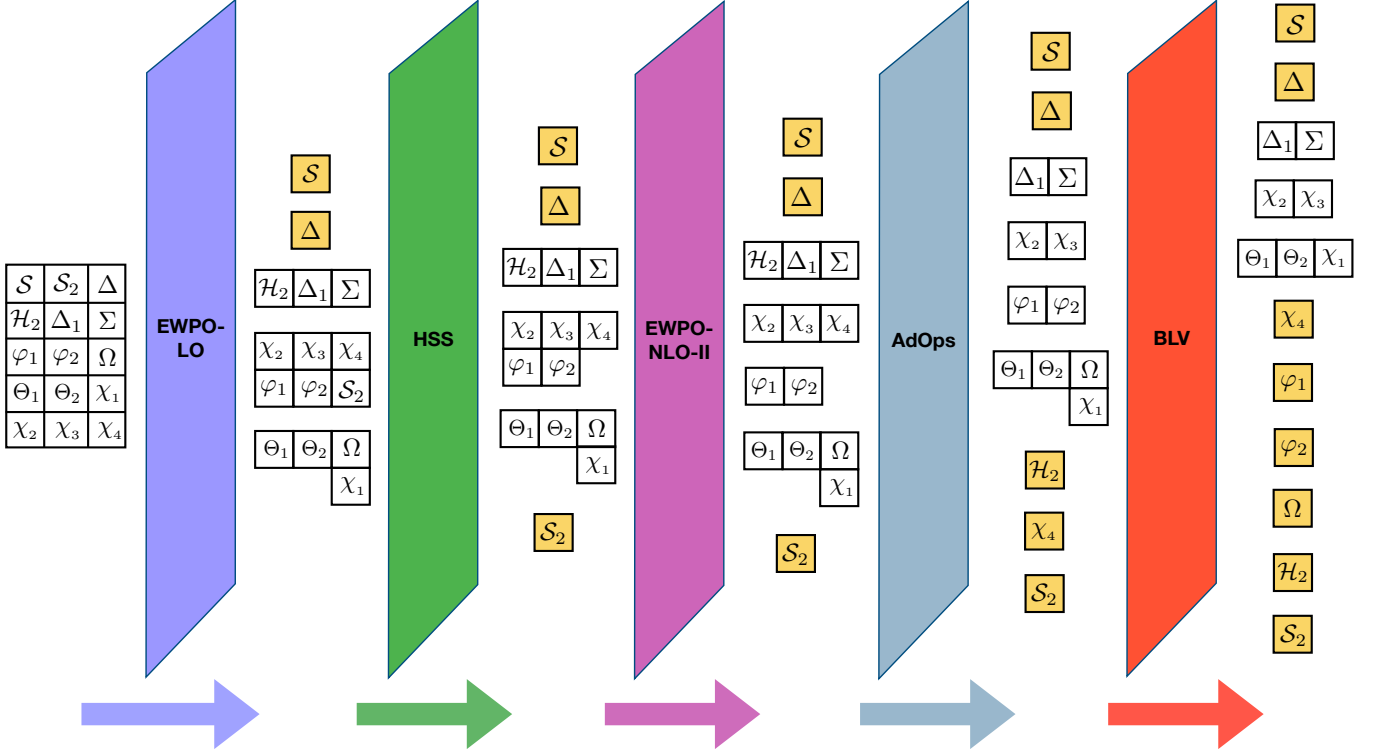 𝒮 𝒮₂ Δ
ℋ₂ Δ₁ Σ
φ₁ φ₂ Ω
Θ₁ Θ₂ χ₁
χ₂ χ₃ χ₄
EWPO-
LO
𝒮
Δ
ℋ₂ Δ₁ Σ
χ₂ χ₃ χ₄
φ₁ φ₂ 𝒮₂
Θ₁ Θ₂ Ω
χ₁
HSS
𝒮
Δ
ℋ₂ Δ₁ Σ
χ₂ χ₃ χ₄
φ₁ φ₂
Θ₁ Θ₂ Ω
χ₁
𝒮₂
EWPO-
NLO-II
𝒮
Δ
ℋ₂ Δ₁ Σ
χ₂ χ₃ χ₄
φ₁ φ₂
Θ₁ Θ₂ Ω
χ₁
𝒮₂
AdOps
𝒮
Δ
Δ₁ Σ
χ₂ χ₃
φ₁ φ₂
Θ₁ Θ₂ Ω
χ₁
ℋ₂
χ₄
𝒮₂
BLV
𝒮
Δ
Δ₁ Σ
χ₂ χ₃
Θ₁ Θ₂ χ₁
χ₄
φ₁
φ₂
Ω
ℋ₂
𝒮₂